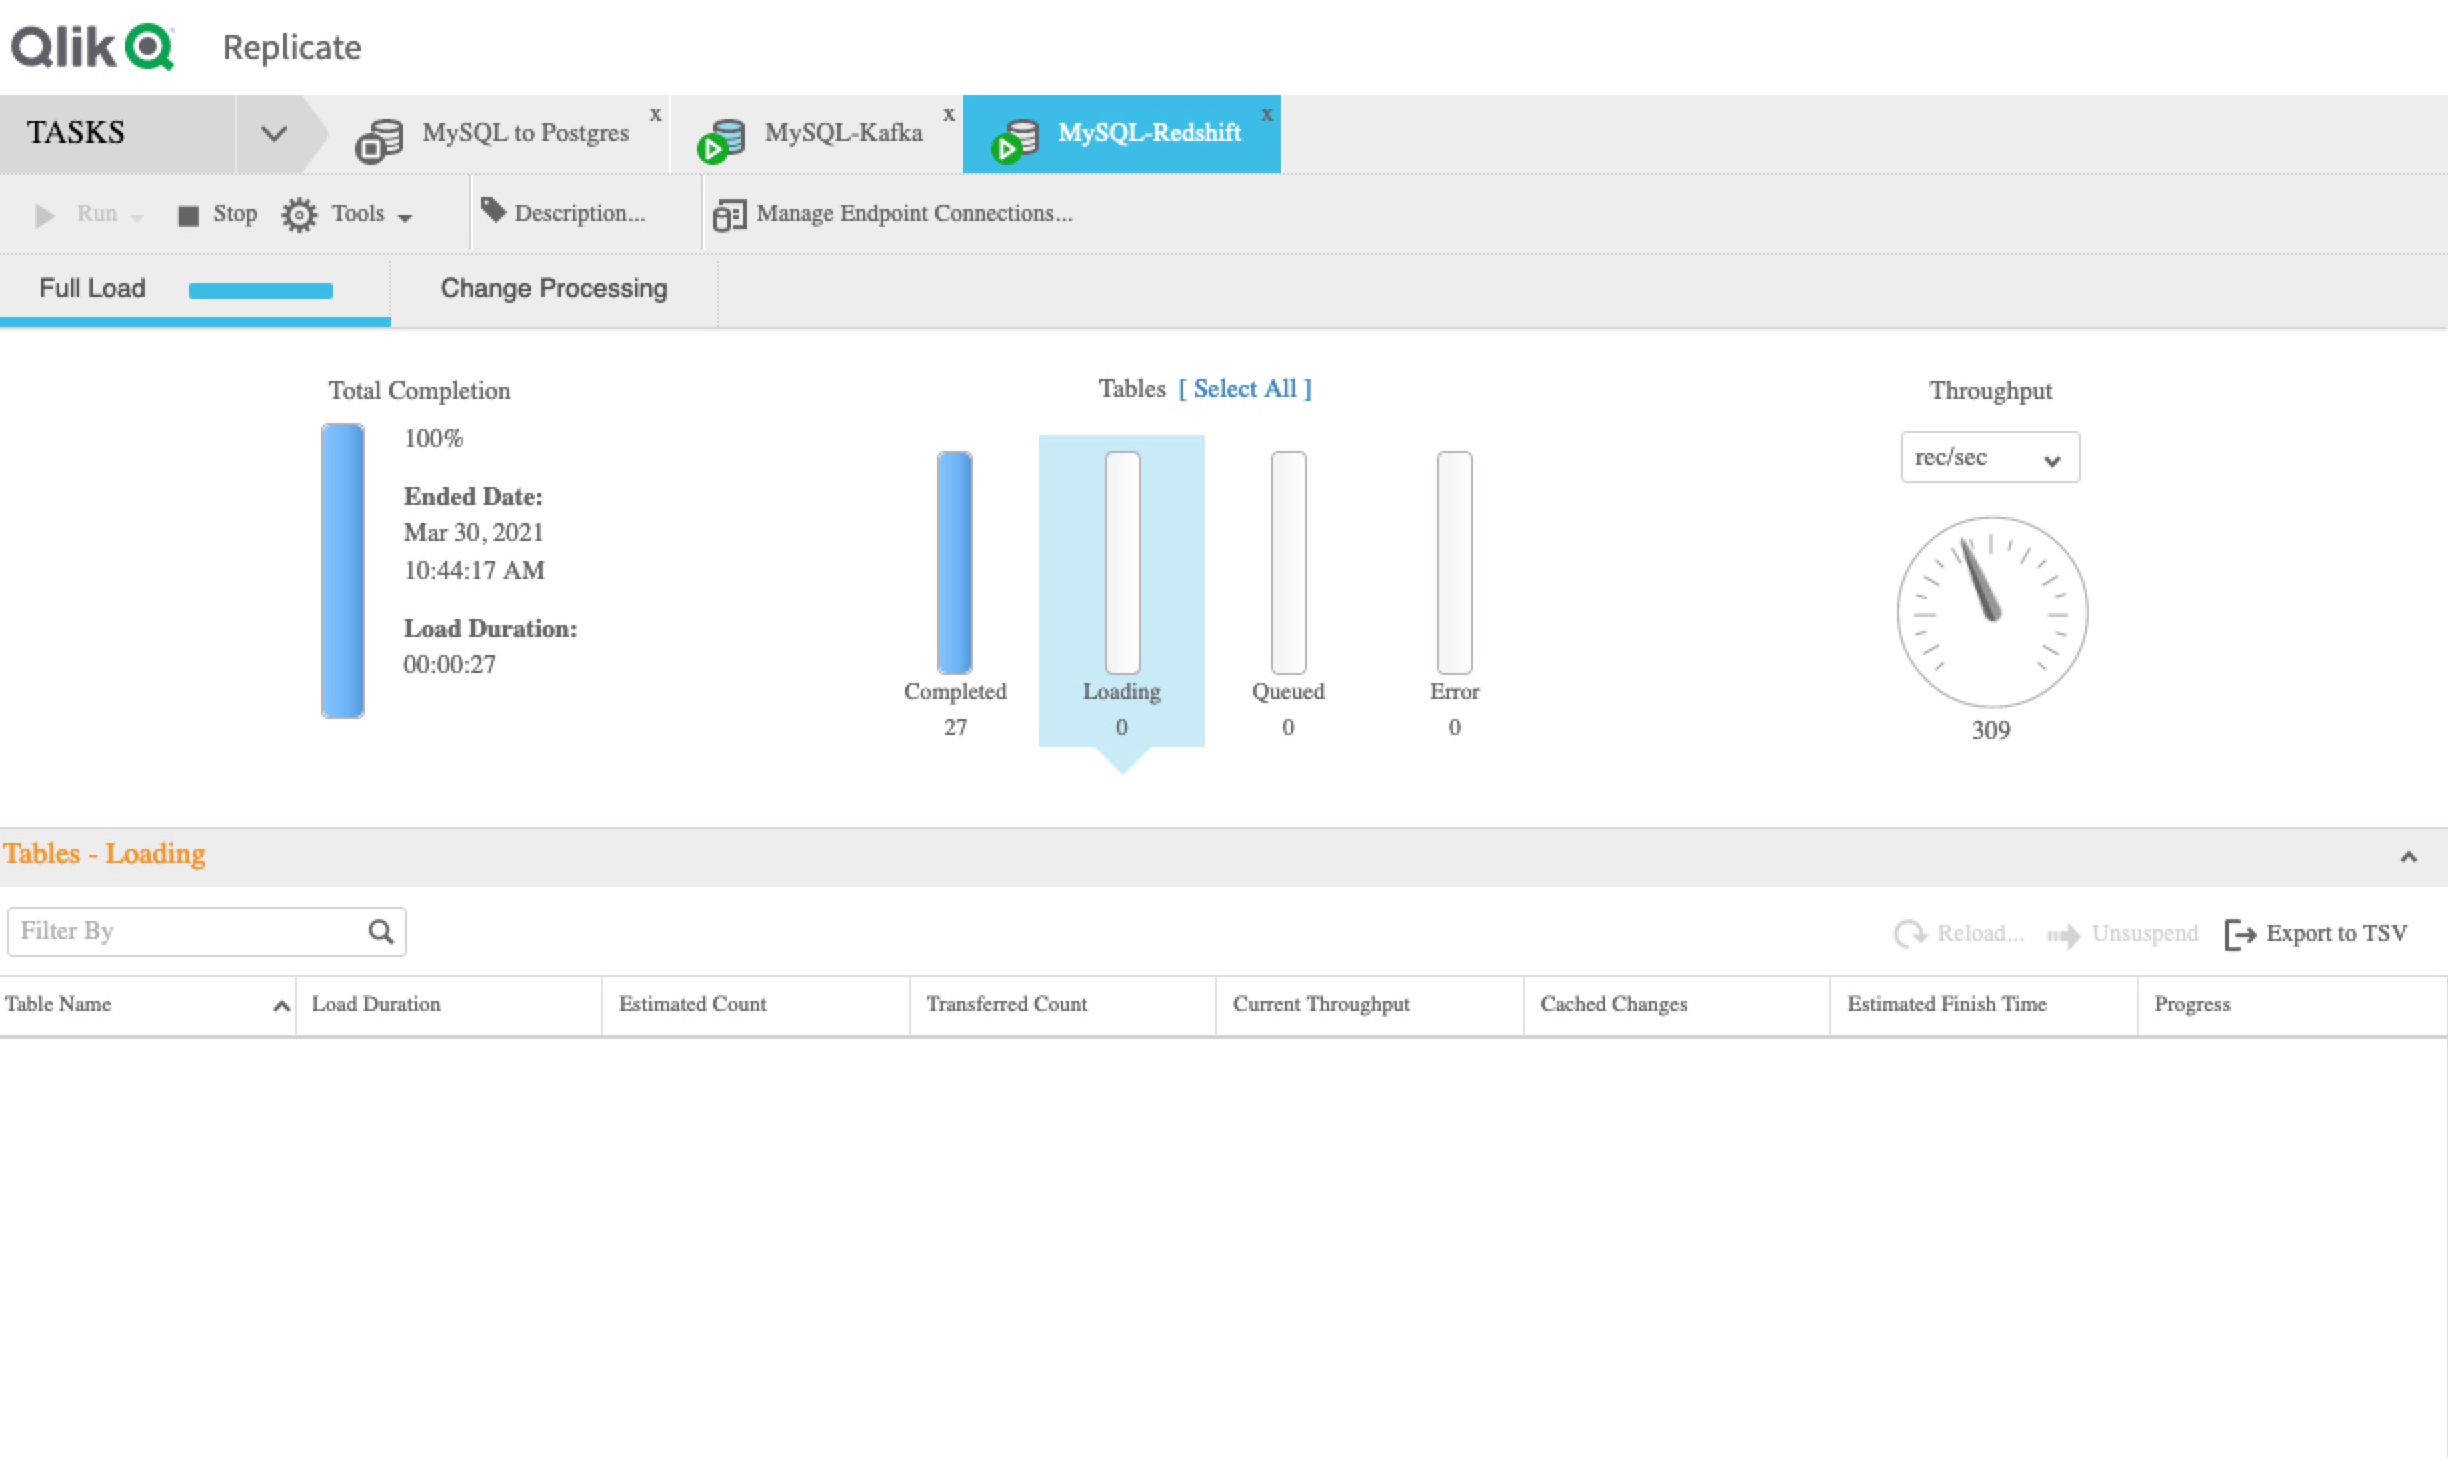 Qlik Replicate
TASKS MySQL to Postgres x MySQL-Kafka x MySQL-Redshift x
Run Stop Tools Description... Manage Endpoint Connections...
Full Load Change Processing
Total Completion
100%
Ended Date:
Mar 30, 2021
10:44:17 AM
Load Duration:
00:00:27
Tables [ Select All ]
Completed Loading Queued Error
27 0 0 0
Throughput
rec/sec
309
Tables - Loading
Filter By Reload... Unsuspend Export to TSV
Table Name Load Duration Estimated Count Transferred Count Current Throughput Cached Changes Estimated Finish Time Progress